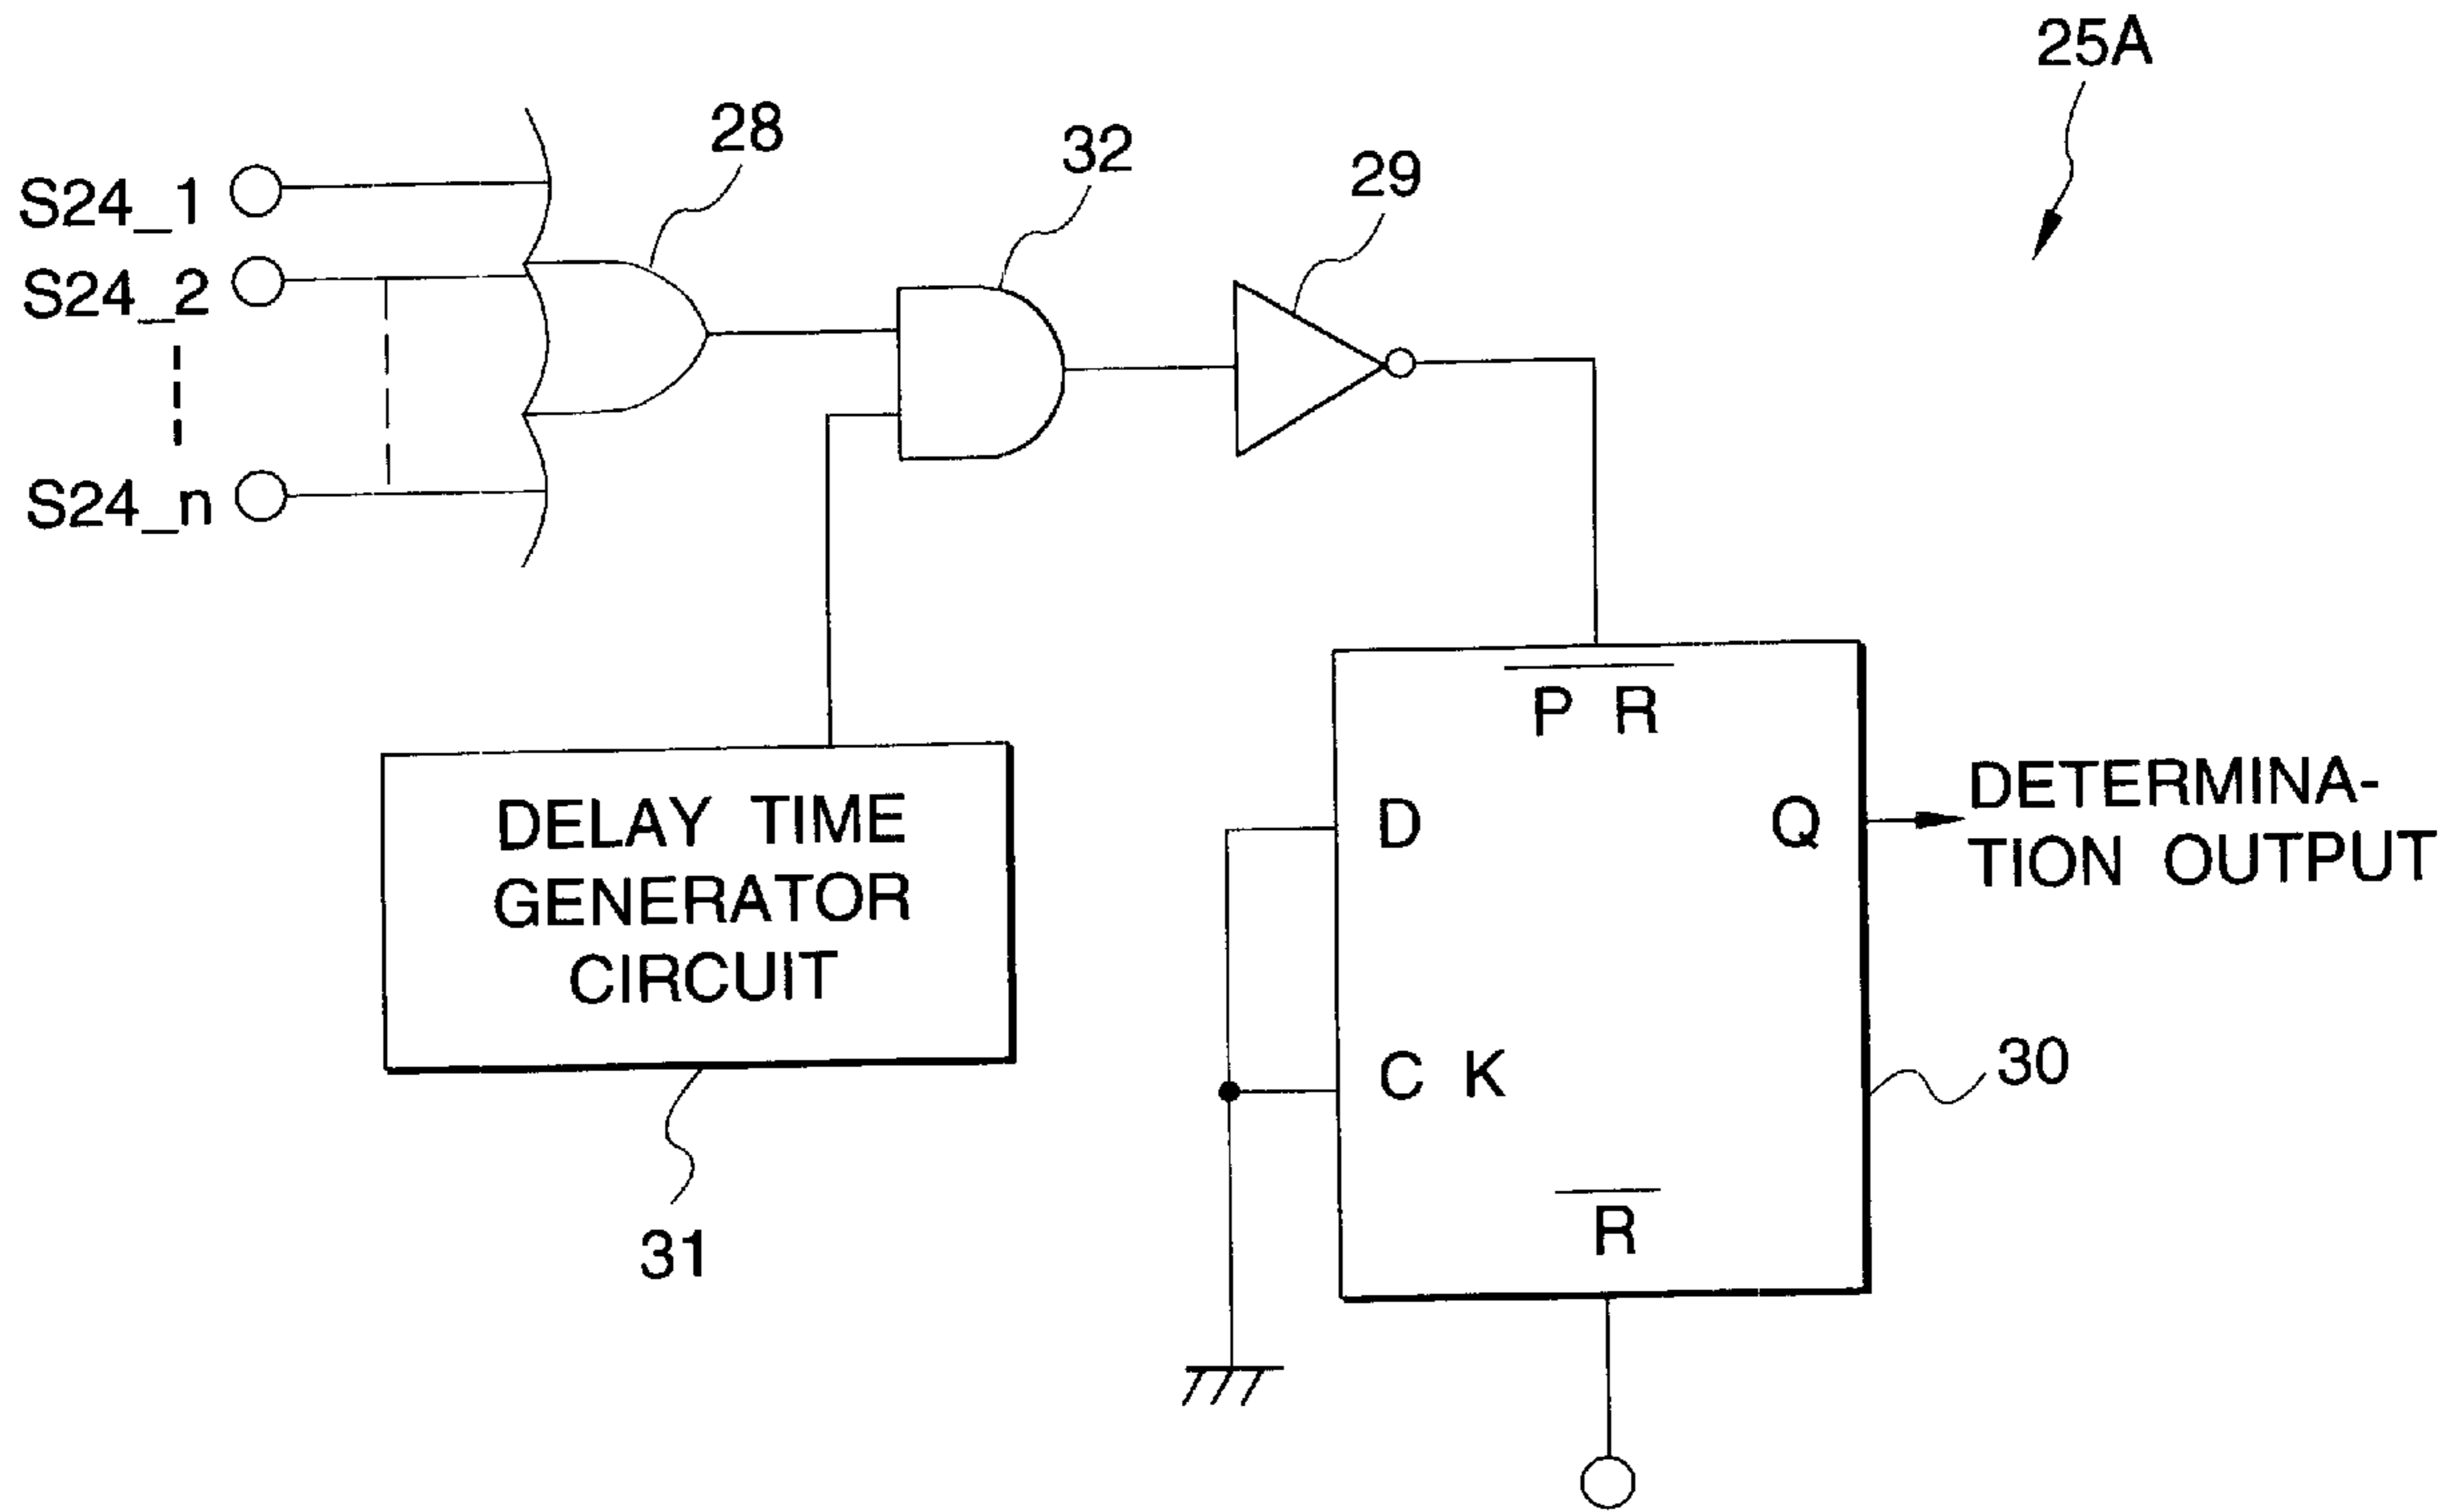 25A
28
32
29
S24_1
S24_2
S24_n
P R
D
Q
DETERMINA-
TION OUTPUT
DELAY TIME
GENERATOR
CIRCUIT
C K
30
R
31